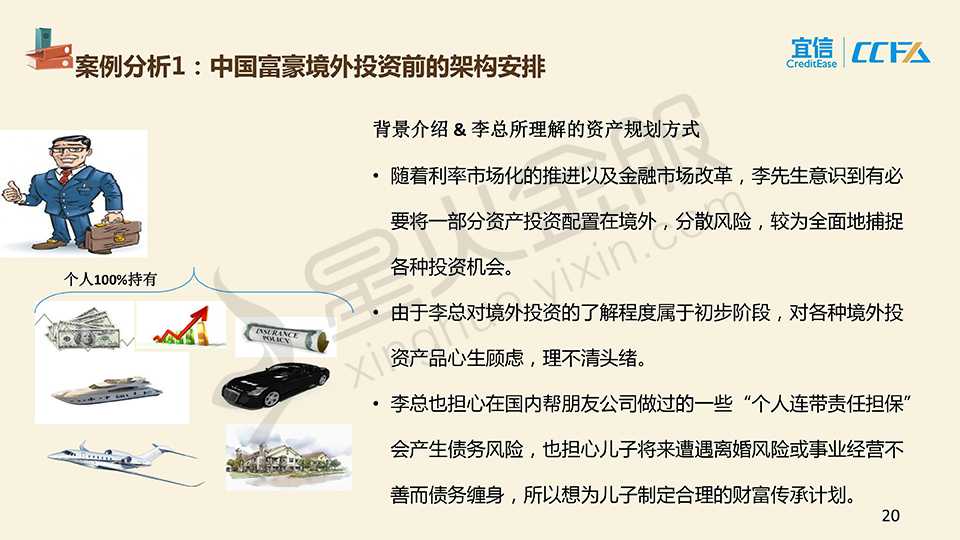 案例分析1：中国富豪境外投资前的架构安排
宜信
CreditEase
CCFA
背景介绍 & 李总所理解的资产规划方式
• 随着利率市场化的推进以及金融市场改革，李先生意识到有必
要将一部分资产投资配置在境外，分散风险，较为全面地捕捉
各种投资机会。
个人100%持有
INSURANCE
POLICY
• 由于李总对境外投资的了解程度属于初步阶段，对各种境外投
资产品心生顾虑，理不清头绪。
• 李总也担心在国内帮朋友公司做过的一些“个人连带责任担保”
会产生债务风险，也担心儿子将来遭遇离婚风险或事业经营不
善而债务缠身，所以想为儿子制定合理的财富传承计划。
星火金服
xinghuo.yixin.com
20